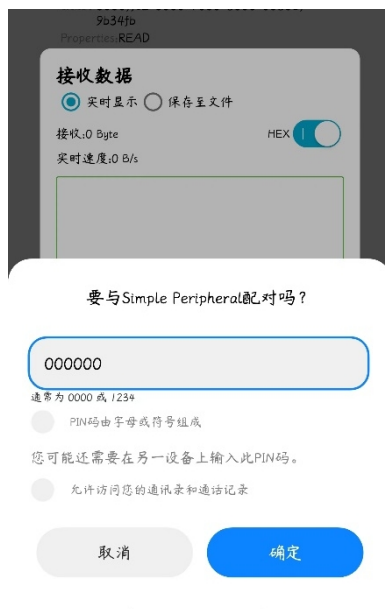 9b34fb
Properties:READ
接收数据
实时显示 保存至文件
接收:0 Byte HEX
实时速度:0 B/s
要与Simple Peripheral配对吗？
000000
通常为 0000 或 1234
PIN码由字母或符号组成
您可能还需要在另一设备上输入此PIN码。
允许访问您的通讯录和通话记录
取消 确定